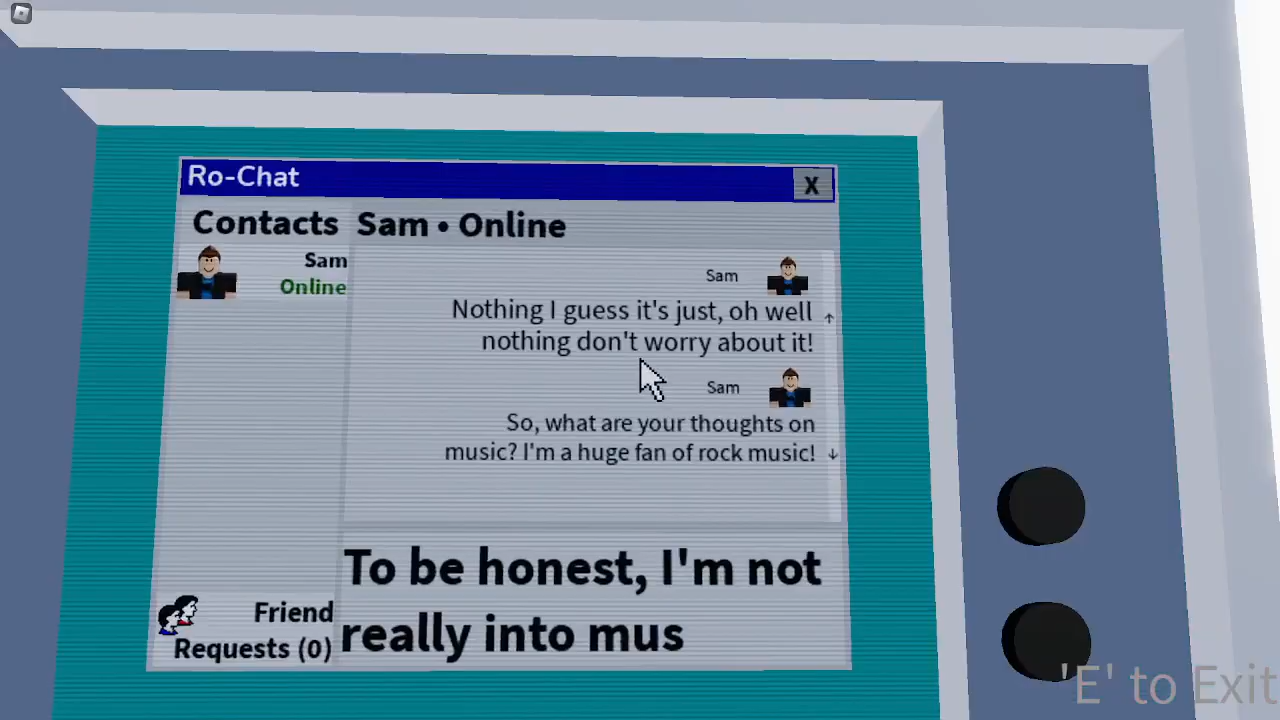 Ro-Chat
X
Contacts
Sam • Online
Sam
Online
Sam
Nothing I guess it's just, oh well
nothing don't worry about it!
Sam
So, what are your thoughts on
music? I'm a huge fan of rock music!
To be honest, I'm not
really into mus
Friend
Requests (0)
'E' to Exit